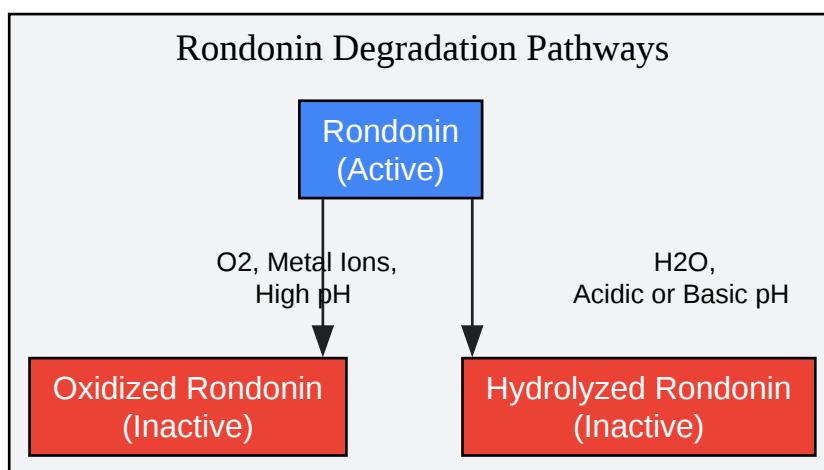 Rondonin Degradation Pathways
Rondonin
(Active)
O2, Metal Ions,
High pH
H2O,
Acidic or Basic pH
Oxidized Rondonin
(Inactive)
Hydrolyzed Rondonin
(Inactive)